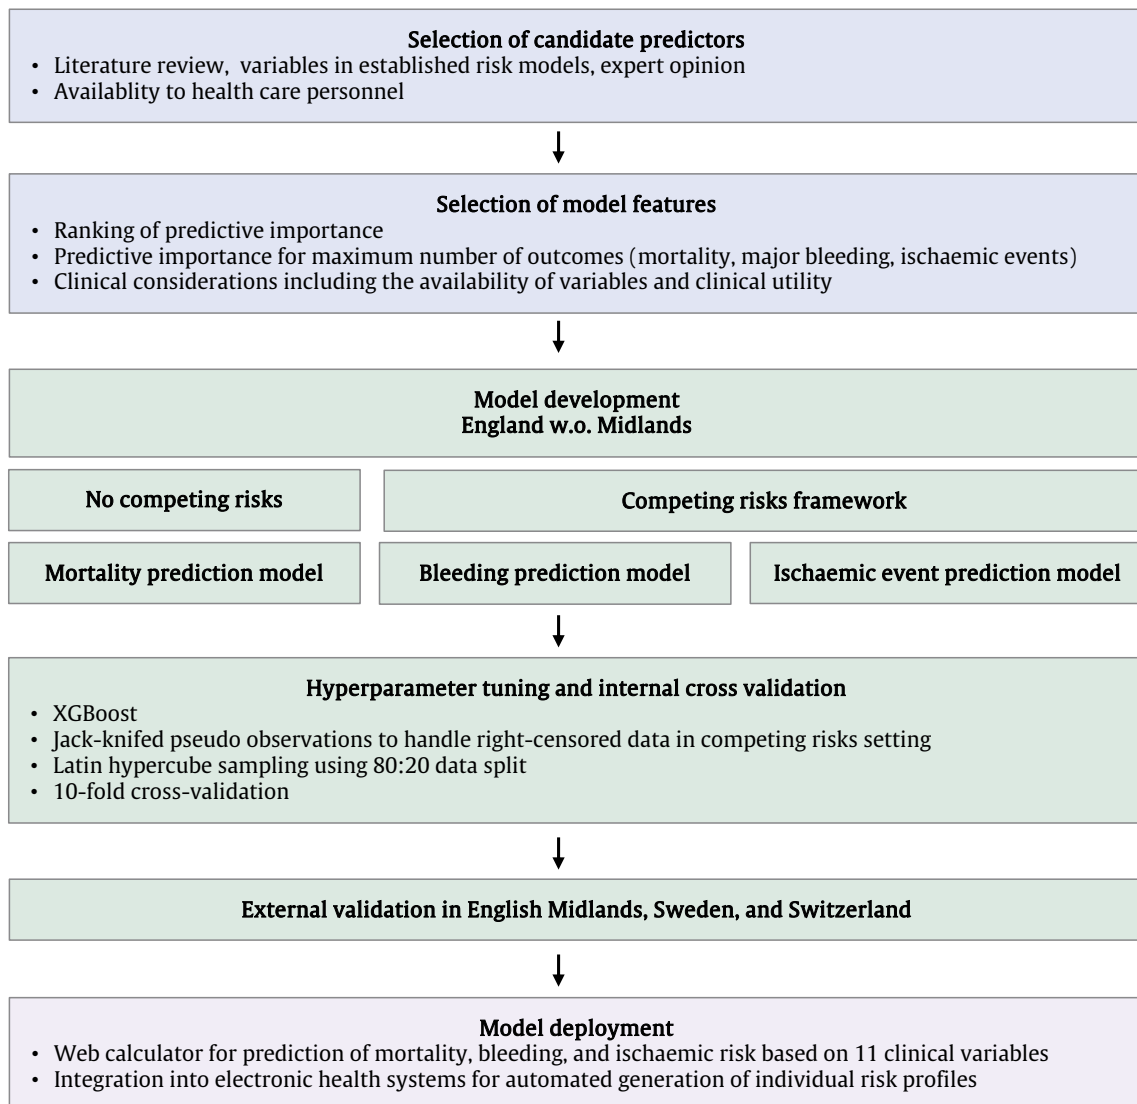 Selection of candidate predictors
• Literature review, variables in established risk models, expert opinion
• Availablity to health care personnel
Selection of model features
• Ranking of predictive importance
• Predictive importance for maximum number of outcomes (mortality, major bleeding, ischaemic events)
• Clinical considerations including the availability of variables and clinical utility
Model development
England w.o. Midlands
No competing risks
Competing risks framework
Mortality prediction model
Bleeding prediction model
Ischaemic event prediction model
Hyperparameter tuning and internal cross validation
• XGBoost
• Jack-knifed pseudo observations to handle right-censored data in competing risks setting
• Latin hypercube sampling using 80:20 data split
• 10-fold cross-validation
External validation in English Midlands, Sweden, and Switzerland
Model deployment
• Web calculator for prediction of mortality, bleeding, and ischaemic risk based on 11 clinical variables
• Integration into electronic health systems for automated generation of individual risk profiles